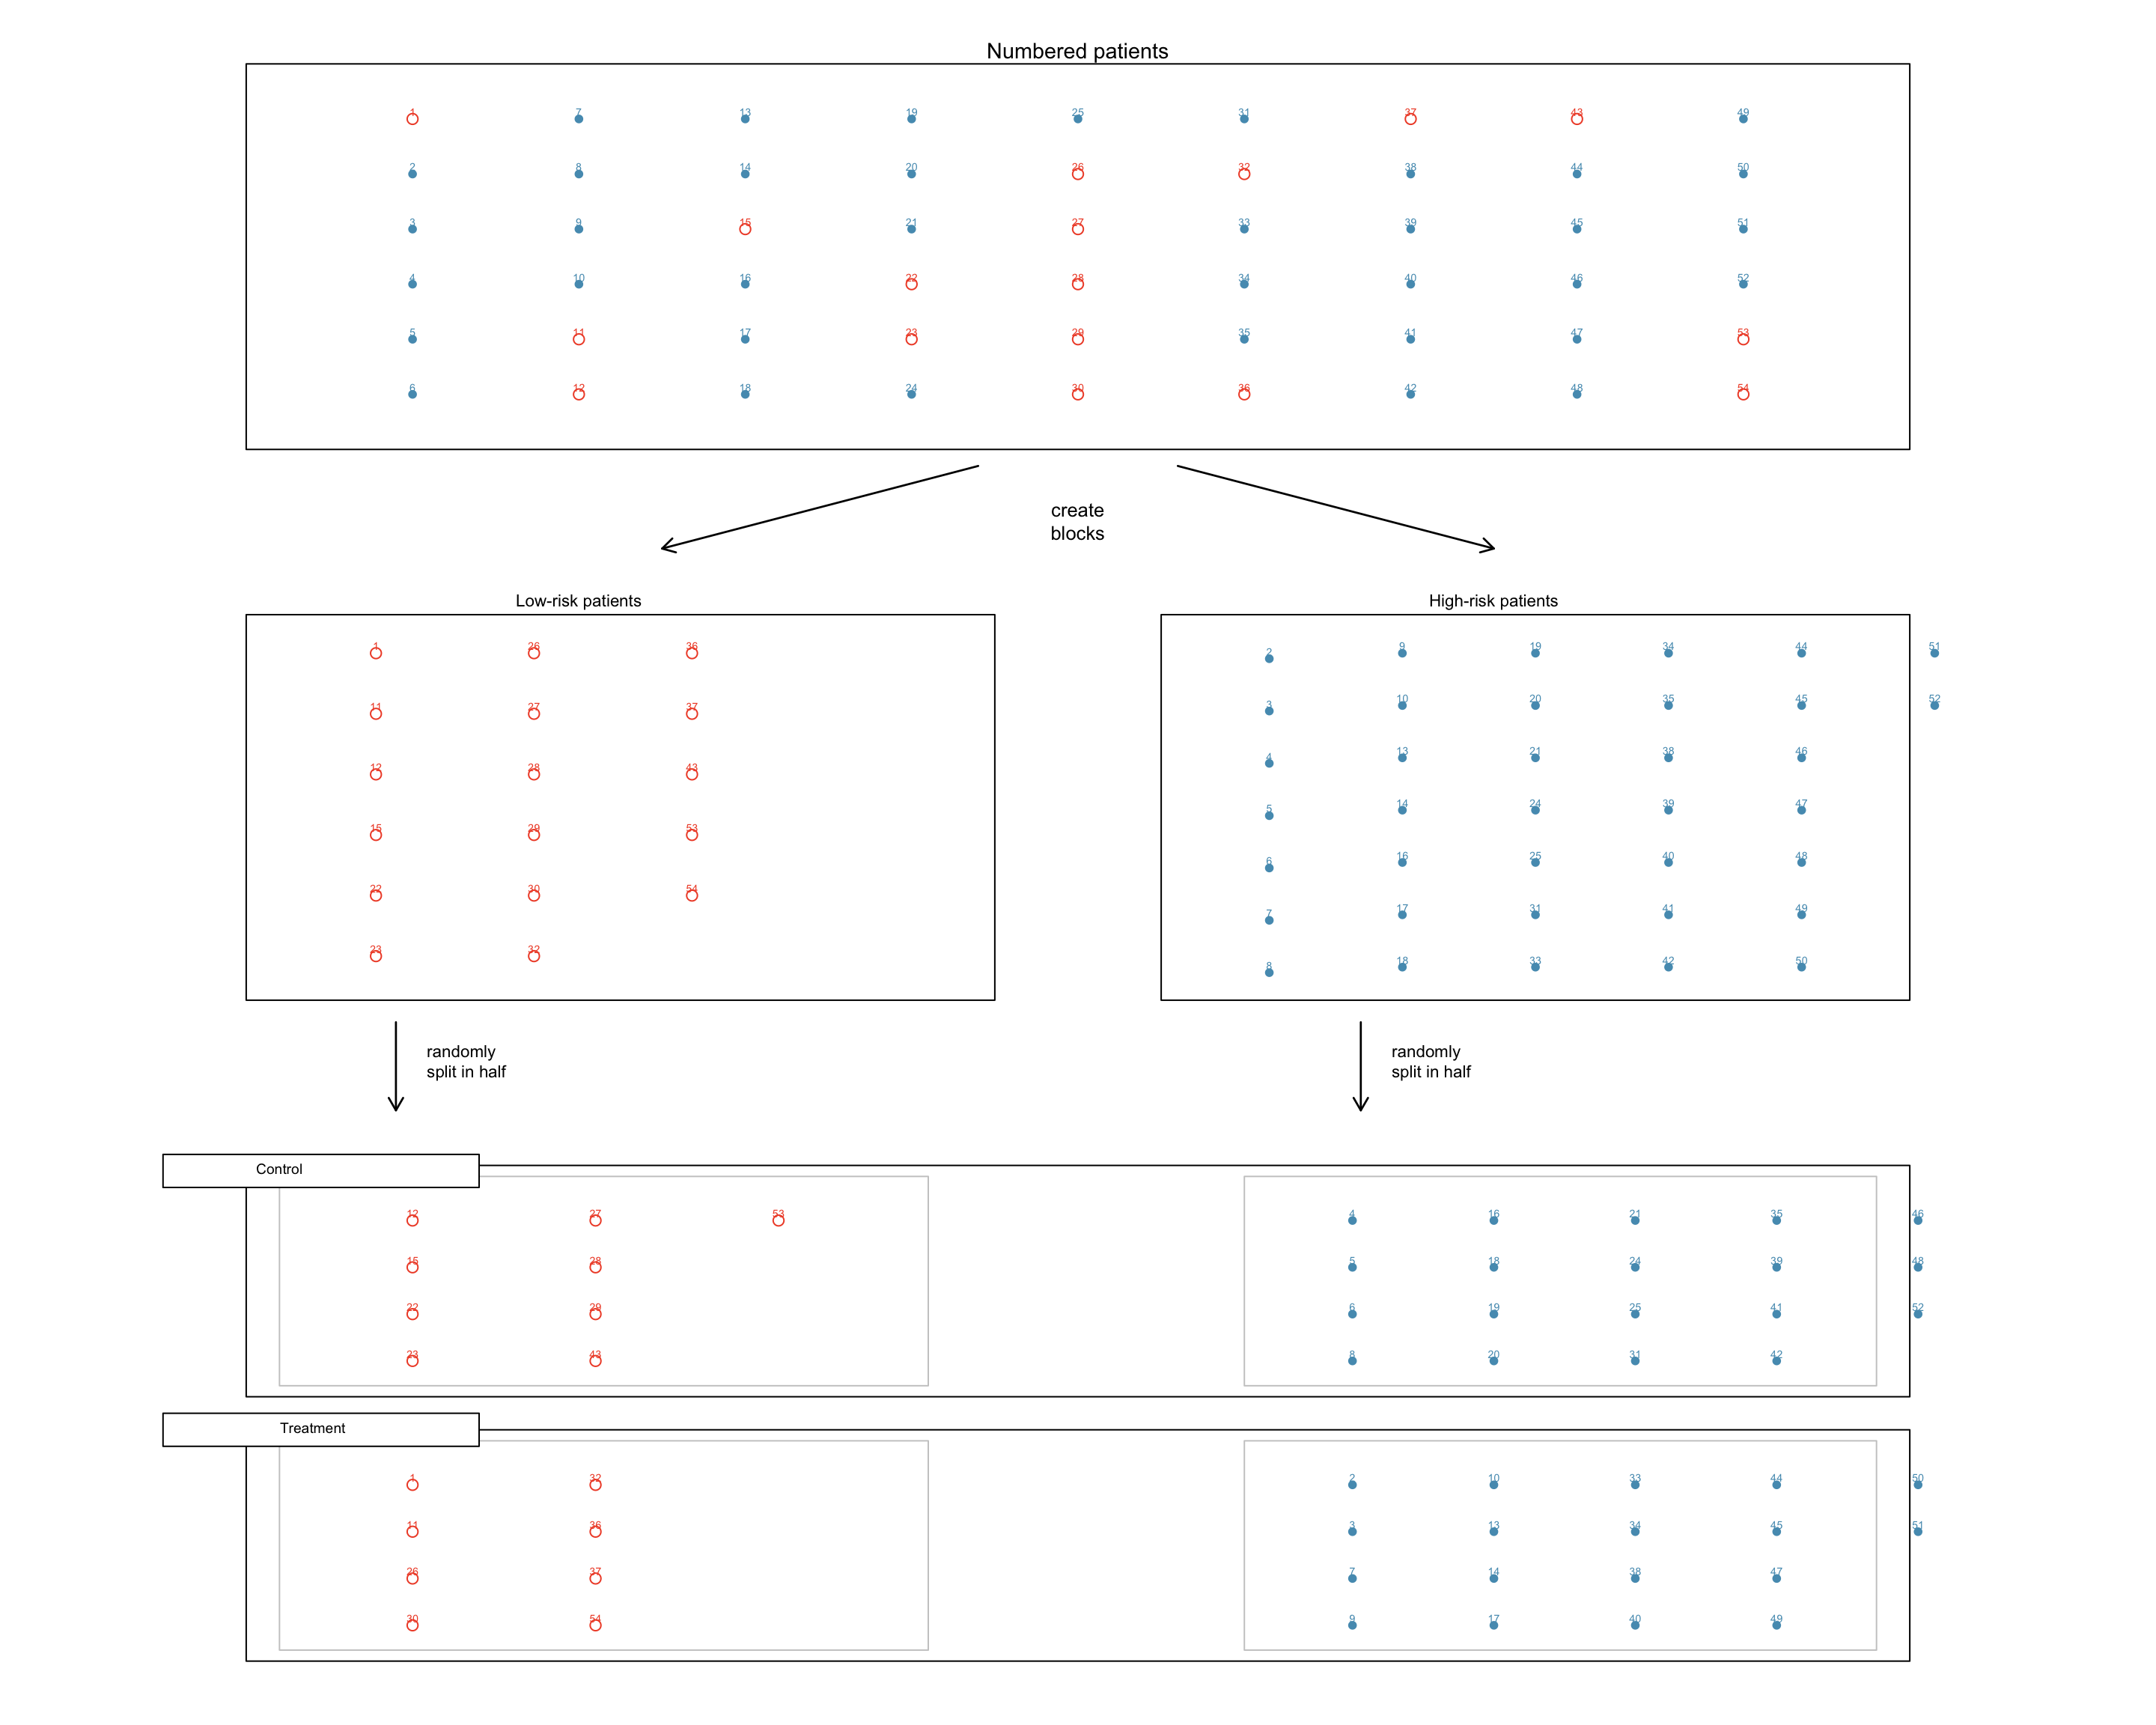 Numbered patients
1 7 13 19 25 31 37 43 49
2 8 14 20 26 32 38 44 50
3 9 15 21 27 33 39 45 51
4 10 16 22 28 34 40 46 52
5 11 17 23 29 35 41 47 53
6 12 18 24 30 36 42 48 54
create
blocks
Low-risk patients
1 26 36
11 27 37
12 28 43
15 29 53
22 30 54
23 32
High-risk patients
2 9 19 34 44 51
3 10 20 35 45 52
4 13 21 38 46
5 14 24 39 47
6 16 25 40 48
7 17 31 41 49
8 18 33 42 50
randomly
split in half
randomly
split in half
Control
12 27 53
15 28
22 29
23 43
4 16 21 35 46
5 18 24 39 48
6 19 25 41 52
8 20 31 42
Treatment
1 32
11 36
26 37
30 54
2 10 33 44 50
3 13 34 45 51
7 14 38 47
9 17 40 49